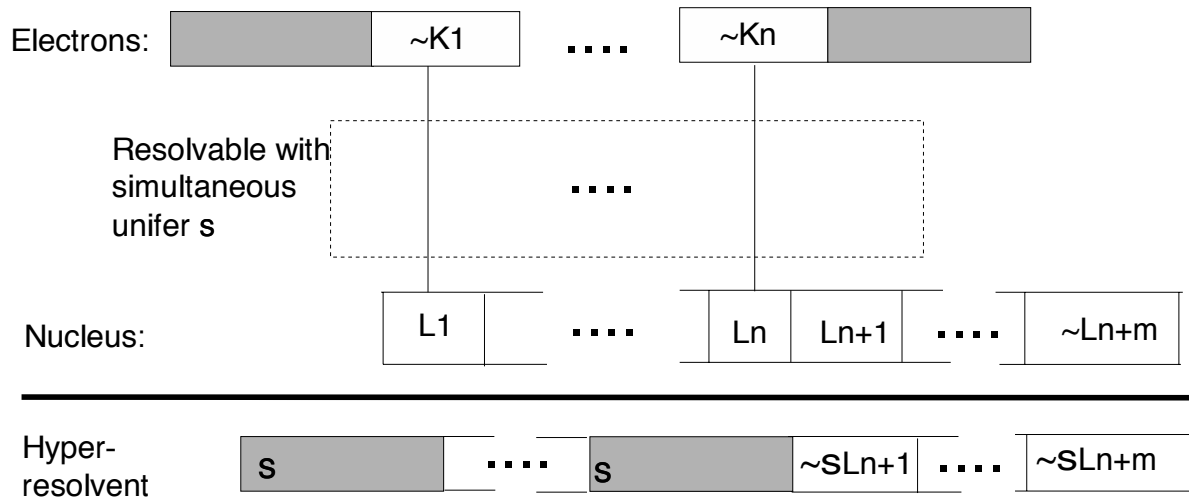 Electrons:
~K1
....
~Kn
Resolvable with
simultaneous
unifer s
....
Nucleus:
L1
....
Ln
Ln+1
....
~Ln+m
Hyper-
resolvent
s
....
s
~sLn+1
....
~sLn+m